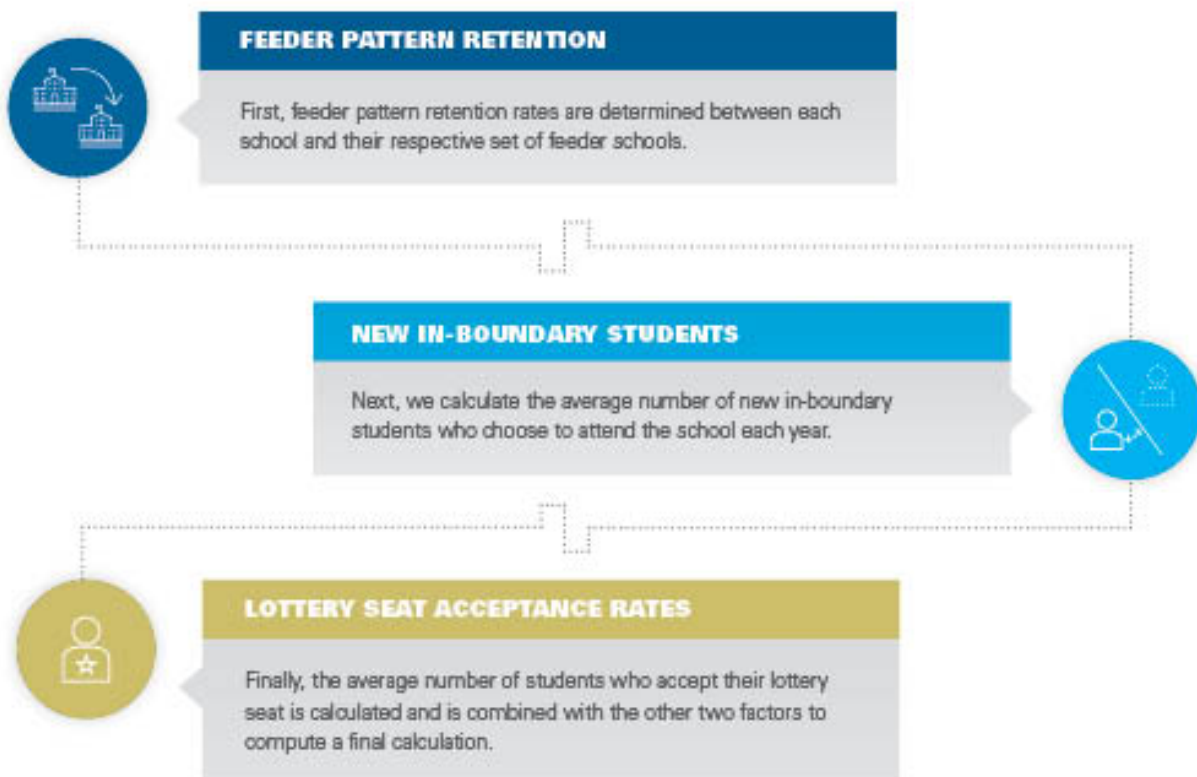 FEEDER PATTERN RETENTION
First, feeder pattern retention rates are determined between each
school and their respective set of feeder schools.
NEW IN-BOUNDARY STUDENTS
Next, we calculate the average number of new in-boundary
students who choose to attend the school each year.
LOTTERY SEAT ACCEPTANCE RATES
Finally, the average number of students who accept their lottery
seat is calculated and is combined with the other two factors to
compute a final calculation.